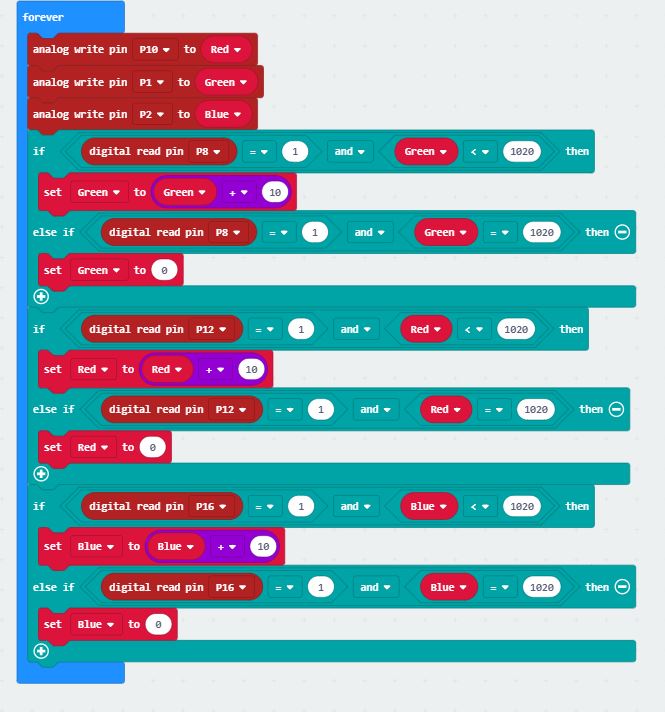 forever
analog write pin P10 to Red
analog write pin P1 to Green
analog write pin P2 to Blue
if digital read pin P8 = 1 and Green < 1020 then
set Green to Green + 10
else if digital read pin P8 = 1 and Green = 1020 then
set Green to 0
if digital read pin P12 = 1 and Red < 1020 then
set Red to Red + 10
else if digital read pin P12 = 1 and Red = 1020 then
set Red to 0
if digital read pin P16 = 1 and Blue < 1020 then
set Blue to Blue + 10
else if digital read pin P16 = 1 and Blue = 1020 then
set Blue to 0